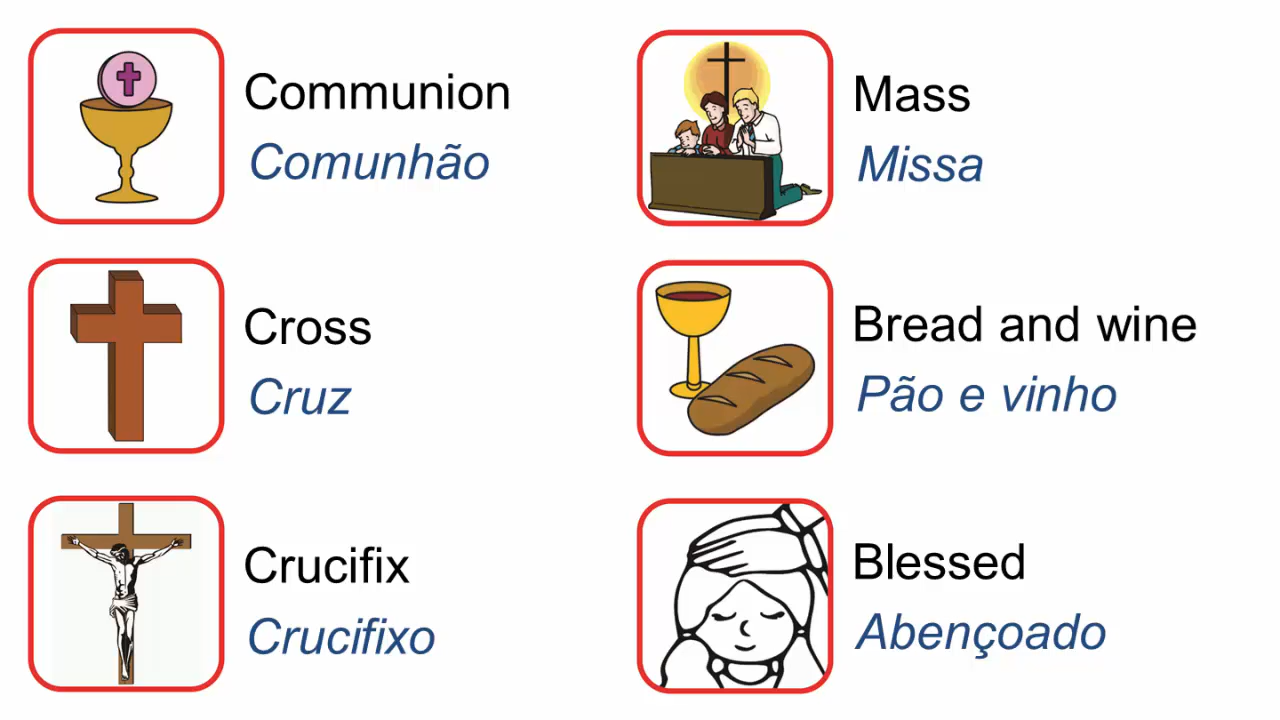 Communion
Comunhão
Mass
Missa
Cross
Cruz
Bread and wine
Pão e vinho
Crucifix
Crucifixo
Blessed
Abençoado